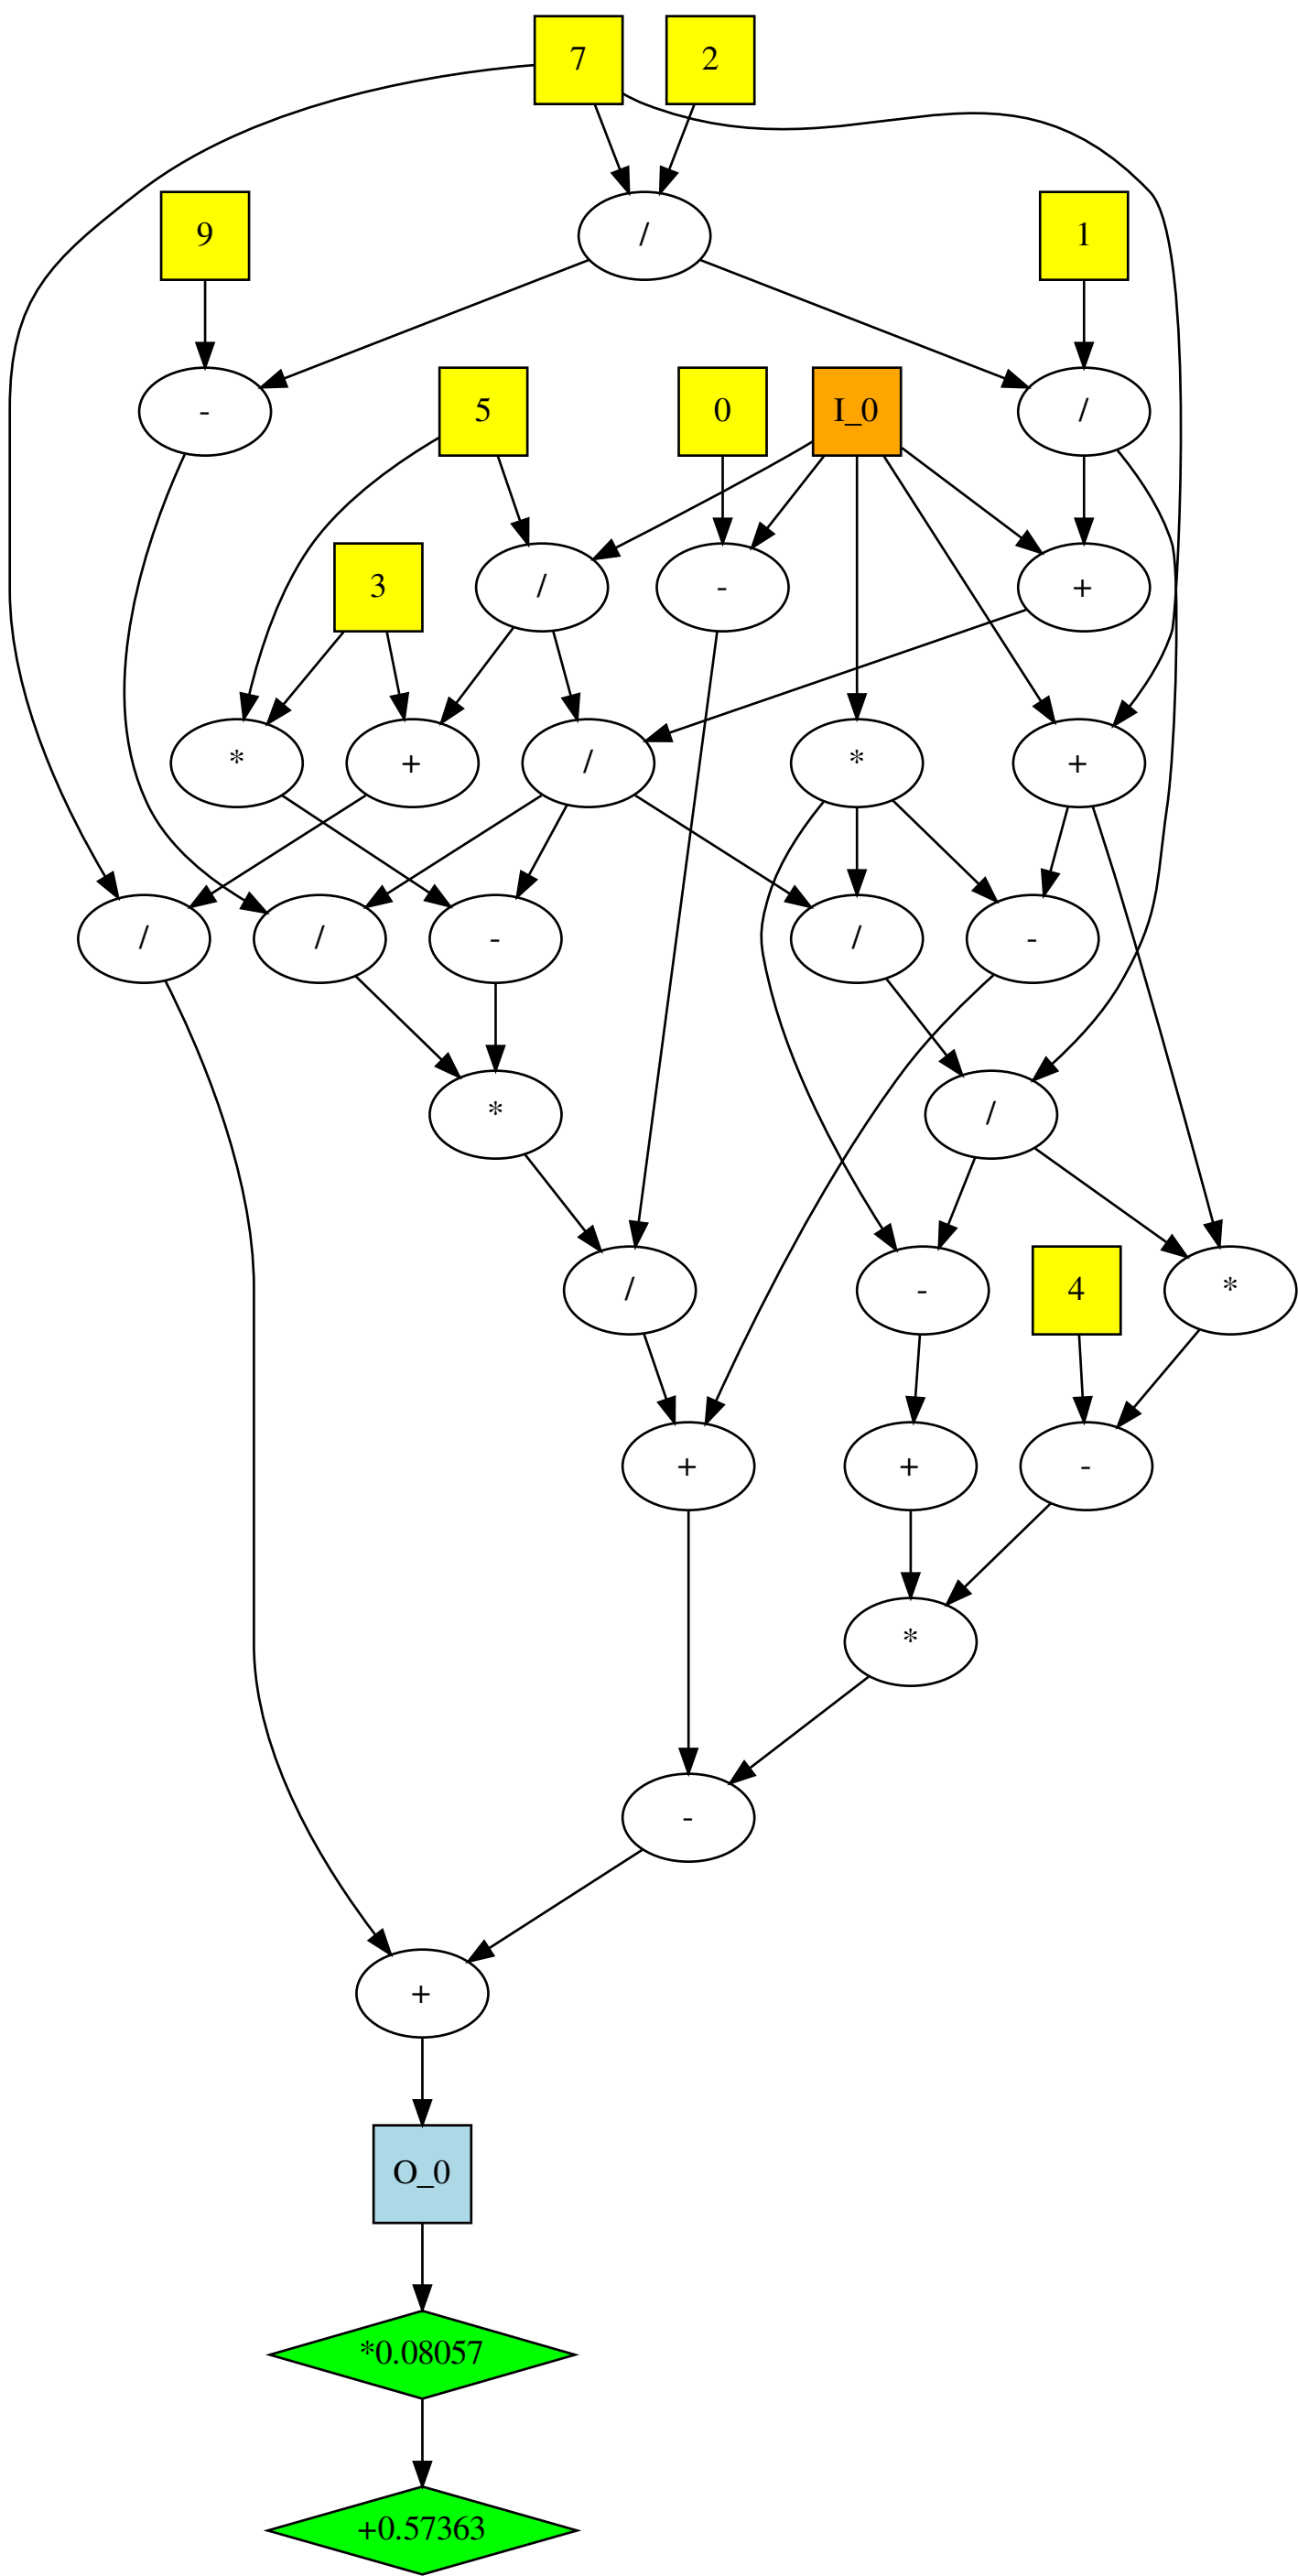 7 2
9 / 1
- 5 0 I_0 /
3 / - +
* + / * +
/ / - / -
* /
/ - 4 *
+ + -
*
-
+
O_0
*0.08057
+0.57363